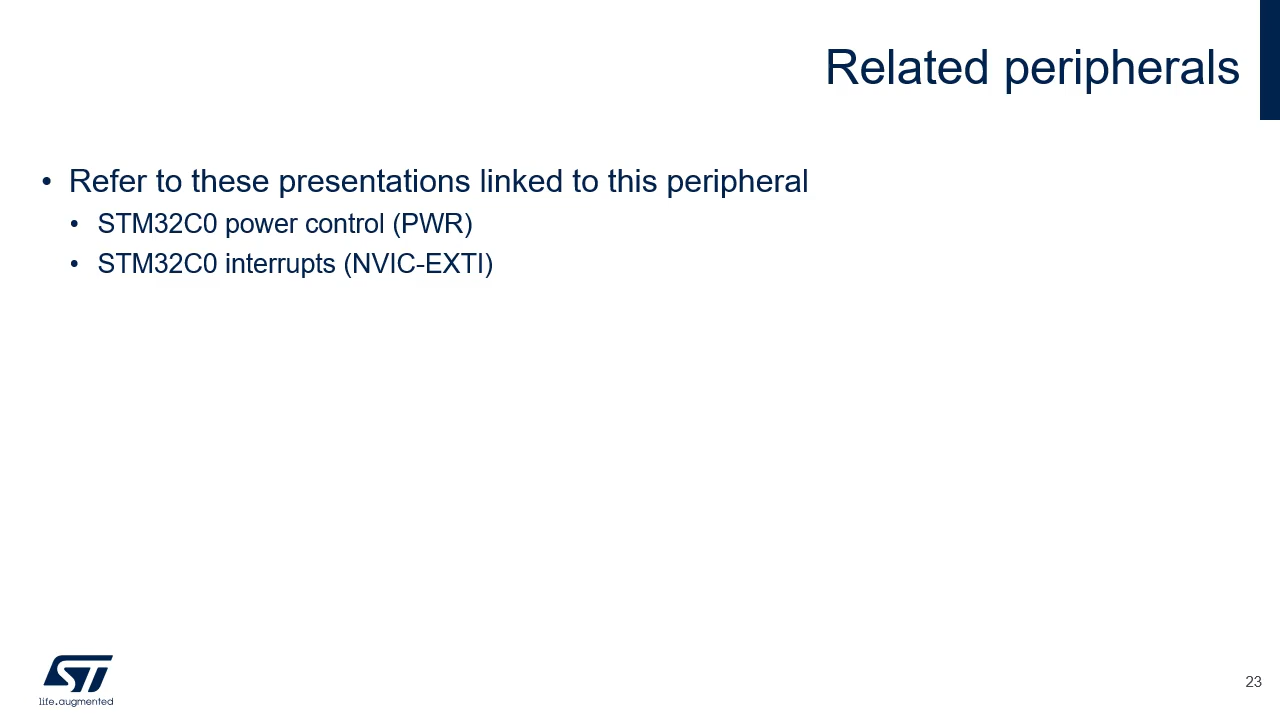 Related peripherals
• Refer to these presentations linked to this peripheral
• STM32C0 power control (PWR)
• STM32C0 interrupts (NVIC-EXTI)
ST
life.augmented
23